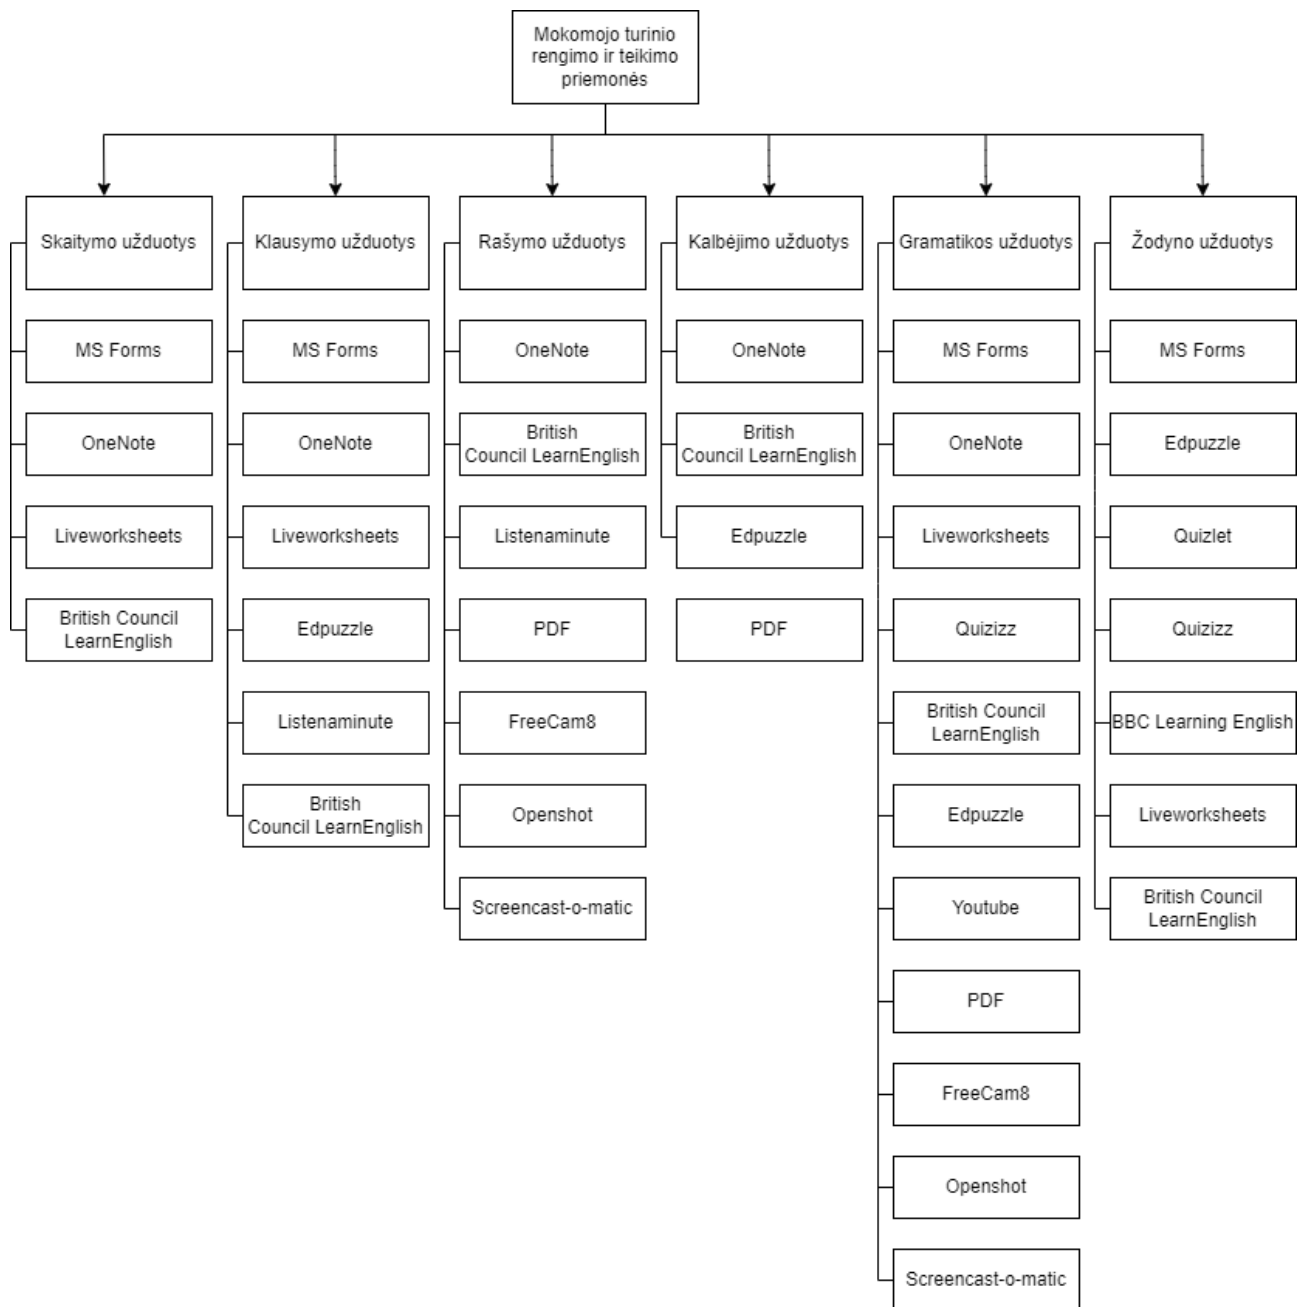 Mokomojo turinio
rengimo ir teikimo
priemonės
Skaitymo užduotys
MS Forms
OneNote
Liveworksheets
British Council
LearnEnglish
Klausymo užduotys
MS Forms
OneNote
Liveworksheets
Edpuzzle
Listenaminute
British
Council LearnEnglish
Rašymo užduotys
OneNote
British
Council LearnEnglish
Listenaminute
PDF
FreeCam8
Openshot
Screencast-o-matic
Kalbėjimo užduotys
OneNote
British
Council LearnEnglish
Edpuzzle
PDF
Gramatikos užduotys
MS Forms
OneNote
Liveworksheets
Quizizz
British Council
LearnEnglish
Edpuzzle
Youtube
PDF
FreeCam8
Openshot
Screencast-o-matic
Žodyno užduotys
MS Forms
Edpuzzle
Quizlet
Quizizz
BBC Learning English
Liveworksheets
British Council
LearnEnglish